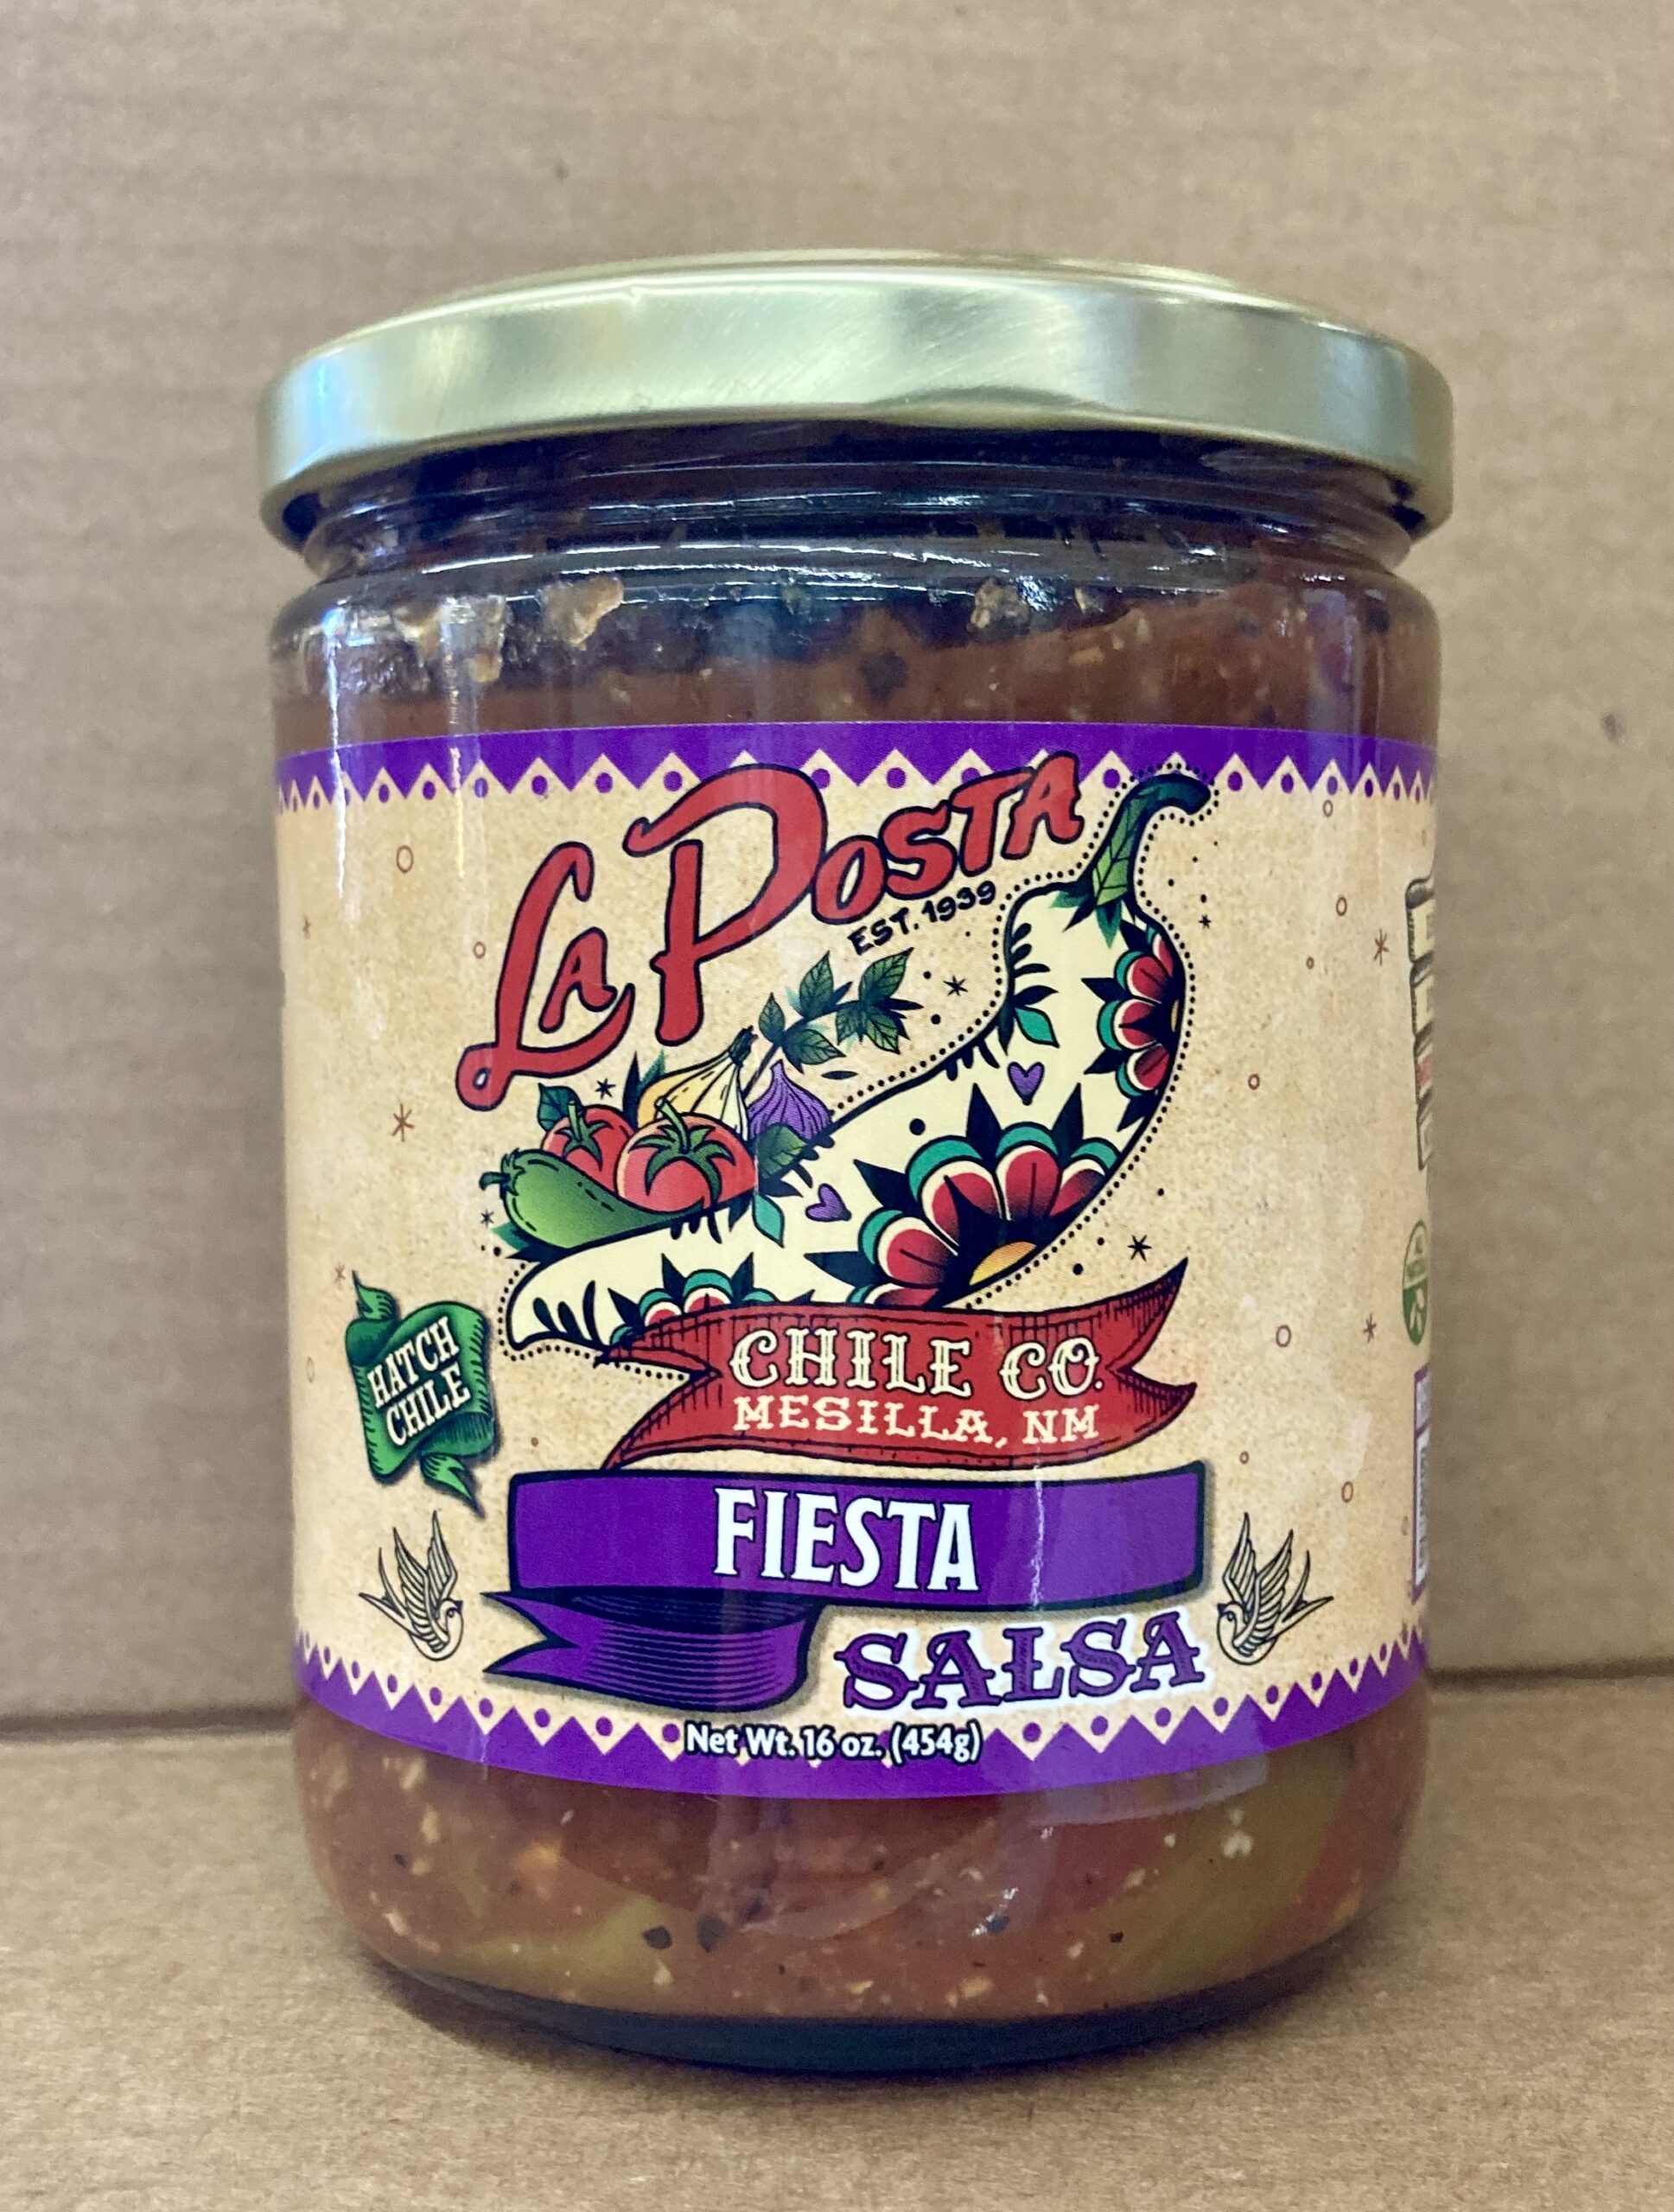 La Posta
EST. 1939
HATCH
CHILE
CHILE CO.
MESILLA, NM
FIESTA
SALSA
Net Wt. 16 oz. (454g)